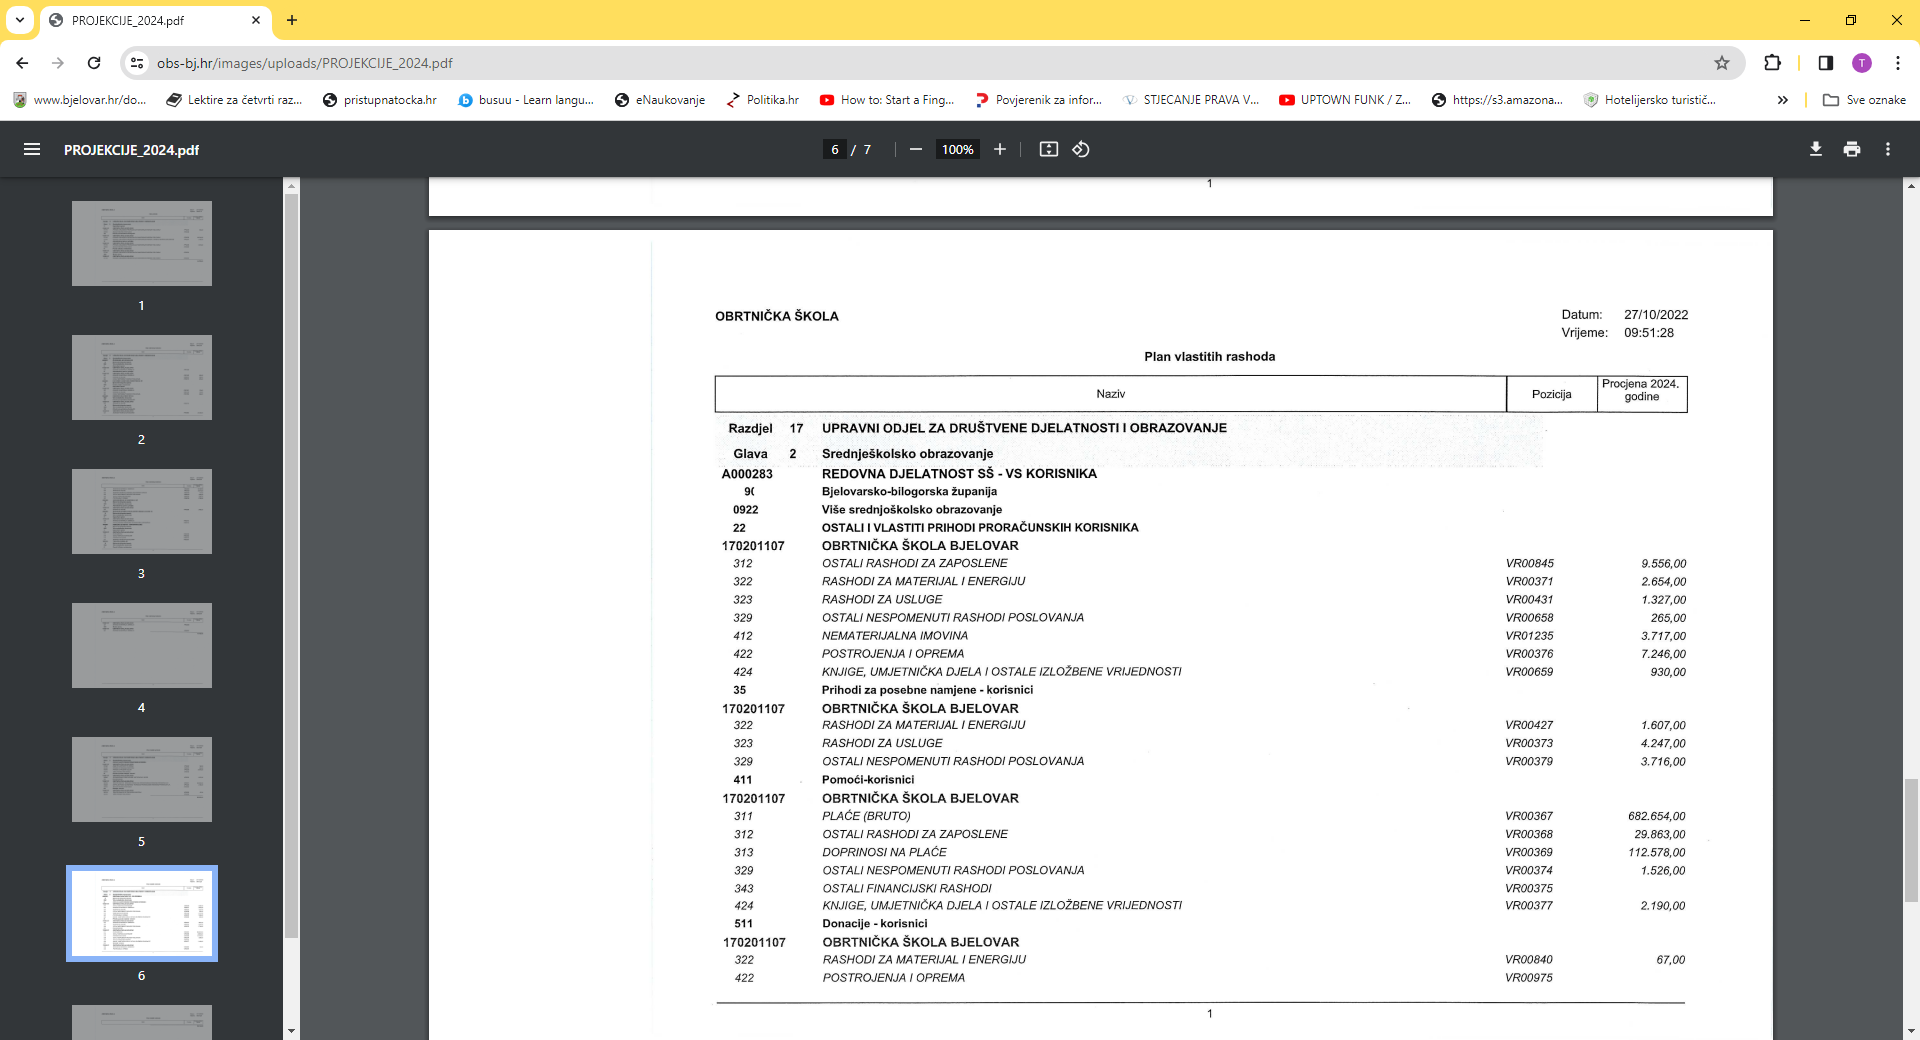 PROJEKCIJE_2024.pdf
obs-bj.hr/images/uploads/PROJEKCIJE_2024.pdf
T
www.bjelovar.hr/do... Lektire za četvrti raz... pristupnatocka.hr busuu - Learn langu... eNaukovanje Politika.hr How to: Start a Fing... Povjerenik za infor... STJECANJE PRAVA V... UPTOWN FUNK / Z... https://s3.amazona... Hotelijersko turistič... Sve oznake
PROJEKCIJE_2024.pdf 6 / 7 100%
1
2
3
4
5
6
1
OBRTNIČKA ŠKOLA Datum: 27/10/2022
Vrijeme: 09:51:28
Plan vlastitih rashoda
Naziv Pozicija Procjena 2024. godine
Razdjel 17 UPRAVNI ODJEL ZA DRUŠTVENE DJELATNOSTI I OBRAZOVANJE
Glava 2 Srednješkolsko obrazovanje
A000283 REDOVNA DJELATNOST SŠ - VS KORISNIKA
90 Bjelovarsko-bilogorska županija
0922 Više srednjoškolsko obrazovanje
22 OSTALI I VLASTITI PRIHODI PRORAČUNSKIH KORISNIKA
170201107 OBRTNIČKA ŠKOLA BJELOVAR
312 OSTALI RASHODI ZA ZAPOSLENE VR00845 9.556,00
322 RASHODI ZA MATERIJAL I ENERGIJU VR00371 2.654,00
323 RASHODI ZA USLUGE VR00431 1.327,00
329 OSTALI NESPOMENUTI RASHODI POSLOVANJA VR00658 265,00
412 NEMATERIJALNA IMOVINA VR01235 3.717,00
422 POSTROJENJA I OPREMA VR00376 7.246,00
424 KNJIGE, UMJETNIČKA DJELA I OSTALE IZLOŽBENE VRIJEDNOSTI VR00659 930,00
35 Prihodi za posebne namjene - korisnici
170201107 OBRTNIČKA ŠKOLA BJELOVAR
322 RASHODI ZA MATERIJAL I ENERGIJU VR00427 1.607,00
323 RASHODI ZA USLUGE VR00373 4.247,00
329 OSTALI NESPOMENUTI RASHODI POSLOVANJA VR00379 3.716,00
411 Pomoći-korisnici
170201107 OBRTNIČKA ŠKOLA BJELOVAR
311 PLAĆE (BRUTO) VR00367 682.654,00
312 OSTALI RASHODI ZA ZAPOSLENE VR00368 29.863,00
313 DOPRINOSI NA PLAĆE VR00369 112.578,00
329 OSTALI NESPOMENUTI RASHODI POSLOVANJA VR00374 1.526,00
343 OSTALI FINANCIJSKI RASHODI VR00375
424 KNJIGE, UMJETNIČKA DJELA I OSTALE IZLOŽBENE VRIJEDNOSTI VR00377 2.190,00
511 Donacije - korisnici
170201107 OBRTNIČKA ŠKOLA BJELOVAR
322 RASHODI ZA MATERIJAL I ENERGIJU VR00840 67,00
422 POSTROJENJA I OPREMA VR00975
1